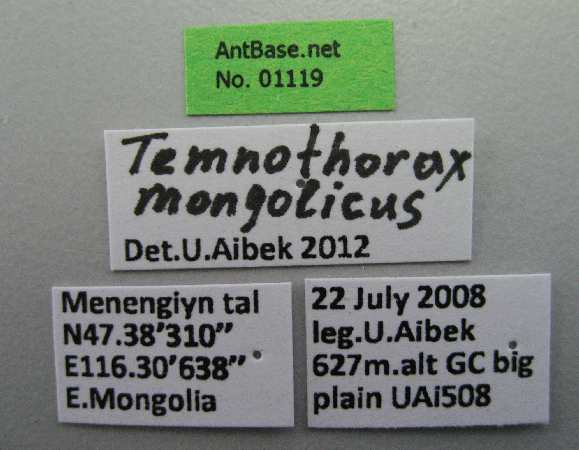 AntBase.net
No. 01119
Temnothorax
mongolicus
Det.U.Aibek 2012
Menengiyn tal
N47.38'310''
E116.30'638''
E.Mongolia
22 July 2008
leg.U.Aibek
627m.alt GC big
plain UAi508